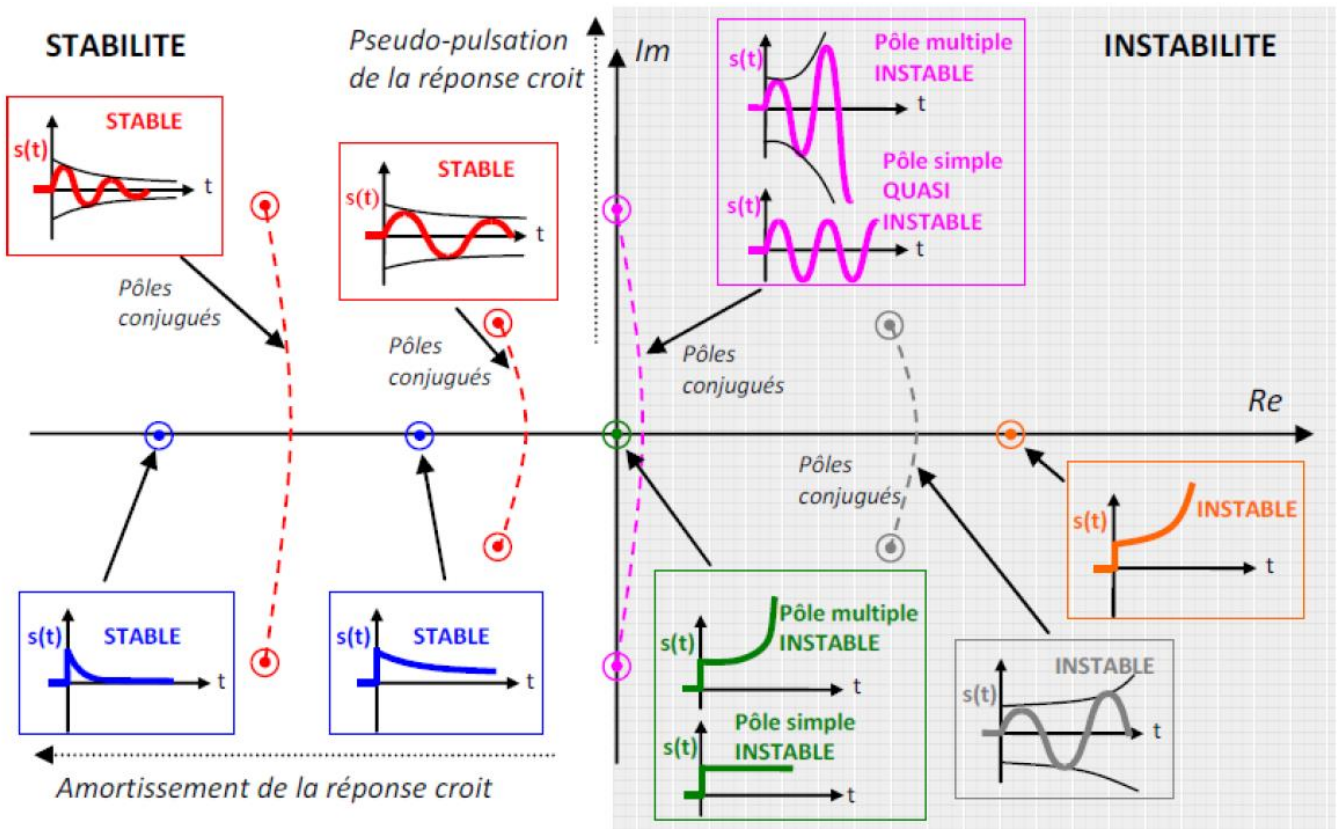 STABILITE
Pseudo-pulsation
de la réponse croit
Im
INSTABILITE
STABLE
s(t)
t
STABLE
s(t)
t
s(t)
Pôle multiple
INSTABLE
t
Pôle simple
QUASI
INSTABLE
s(t)
t
Pôles
conjugués
Pôles
conjugués
Pôles
conjugués
Re
Pôles
conjugués
s(t)
INSTABLE
t
s(t)
STABLE
t
s(t)
STABLE
t
Pôle multiple
INSTABLE
s(t)
t
Pôle simple
INSTABLE
s(t)
t
INSTABLE
s(t)
t
Amortissement de la réponse croit